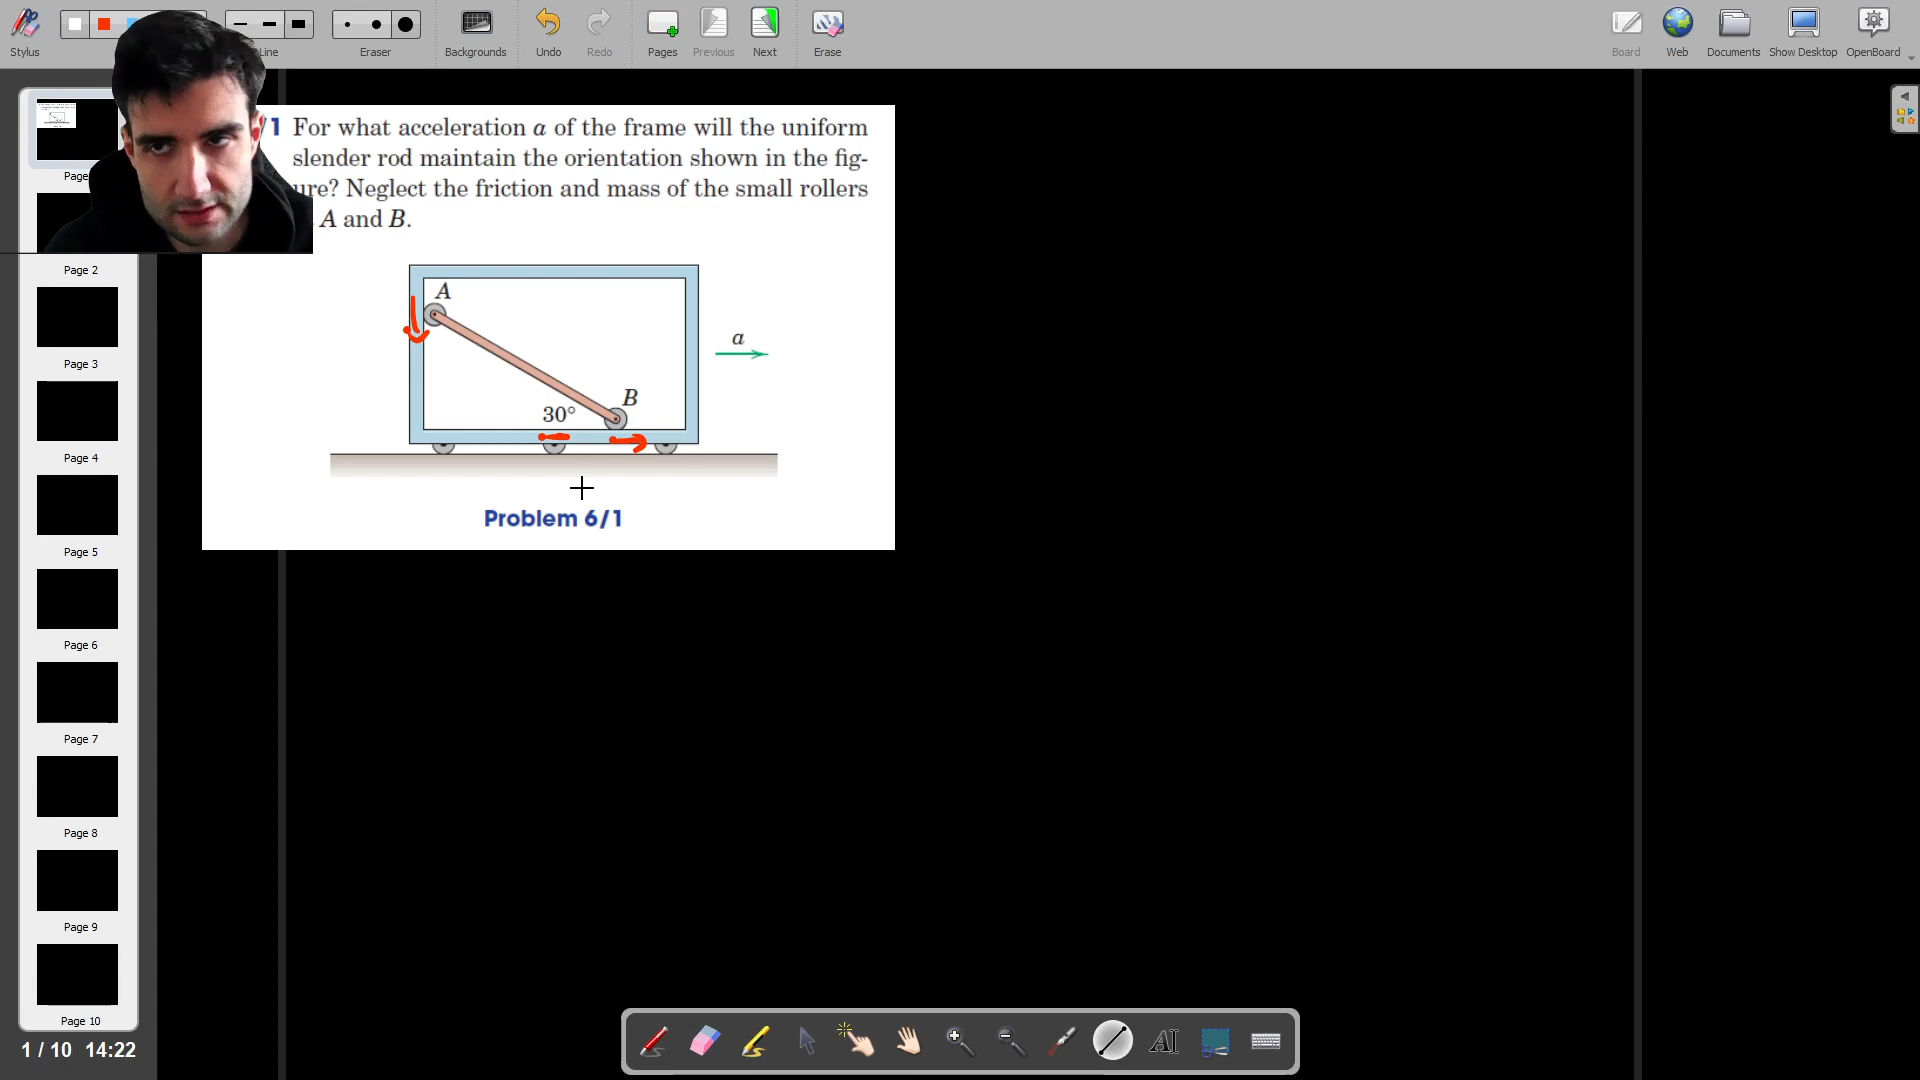 Stylus
Line
Eraser
Backgrounds
Undo
Redo
Pages
Previous
Next
Erase
Board
Web
Documents
Show Desktop
OpenBoard
/1 For what acceleration a of the frame will the uniform
slender rod maintain the orientation shown in the fig-
ure? Neglect the friction and mass of the small rollers
A and B.
A
a
B
30°
Problem 6/1
Page 2
Page 3
Page 4
Page 5
Page 6
Page 7
Page 8
Page 9
Page 10
1 / 10 14:22
AI